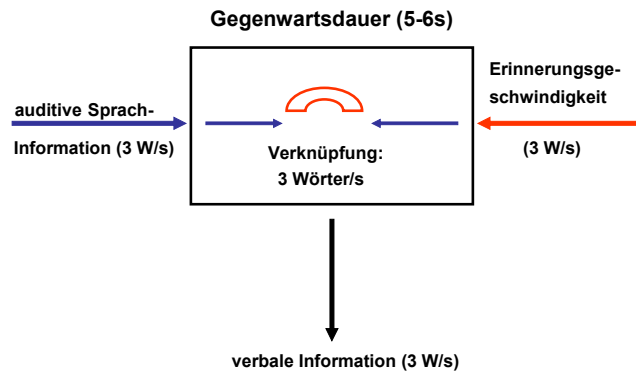 Gegenwartsdauer (5-6s)
auditive Sprach-
Information (3 W/s)
Verknüpfung:
3 Wörter/s
Erinnerungsge-
schwindigkeit
(3 W/s)
verbale Information (3 W/s)